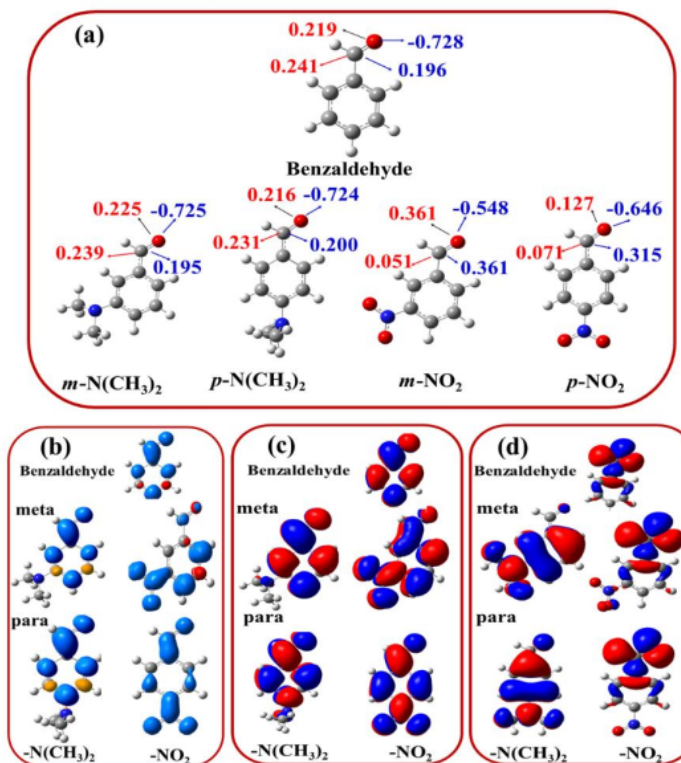 (a)
0.219 -0.728
0.241 0.196
Benzaldehyde
0.225 -0.725
0.239 0.195
0.216 -0.724
0.231 0.200
0.361 -0.548
0.051 0.361
0.127 -0.646
0.071 0.315
m-N(CH₃)₂ p-N(CH₃)₂ m-NO₂ p-NO₂
(b)
Benzaldehyde
meta
para
-N(CH₃)₂ -NO₂
(c)
Benzaldehyde
meta
para
-N(CH₃)₂ -NO₂
(d)
Benzaldehyde
meta
para
-N(CH₃)₂ -NO₂